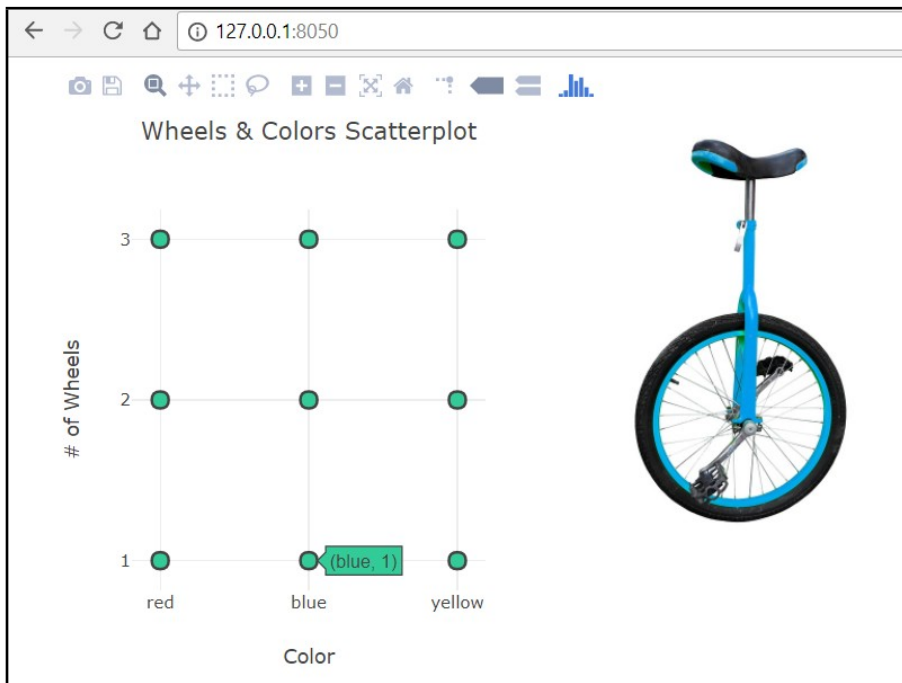 127.0.0.1:8050
Wheels & Colors Scatterplot
# of Wheels
3
2
1
(blue, 1)
red blue yellow
Color